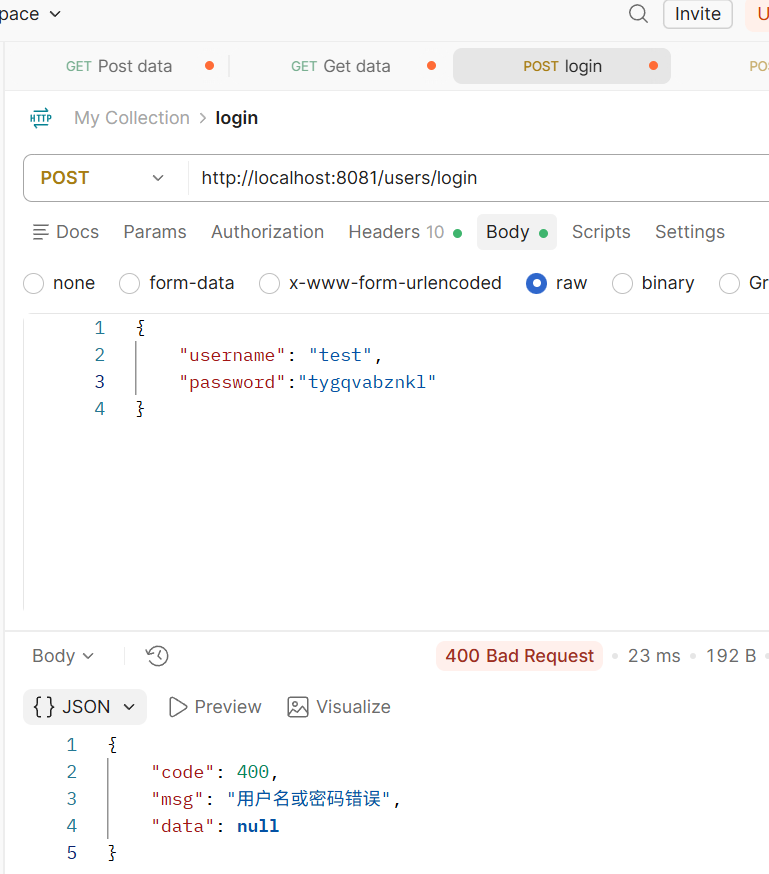 pace Invite U
GET Post data GET Get data POST login PO
HTTP My Collection > login
POST http://localhost:8081/users/login
Docs Params Authorization Headers 10 Body Scripts Settings
none form-data x-www-form-urlencoded raw binary Gr
1 {
2 "username": "test",
3 "password":"tygqvabznkl"
4 }
Body 400 Bad Request 23 ms 192 B
{} JSON Preview Visualize
1 {
2 "code": 400,
3 "msg": "用户名或密码错误",
4 "data": null
5 }